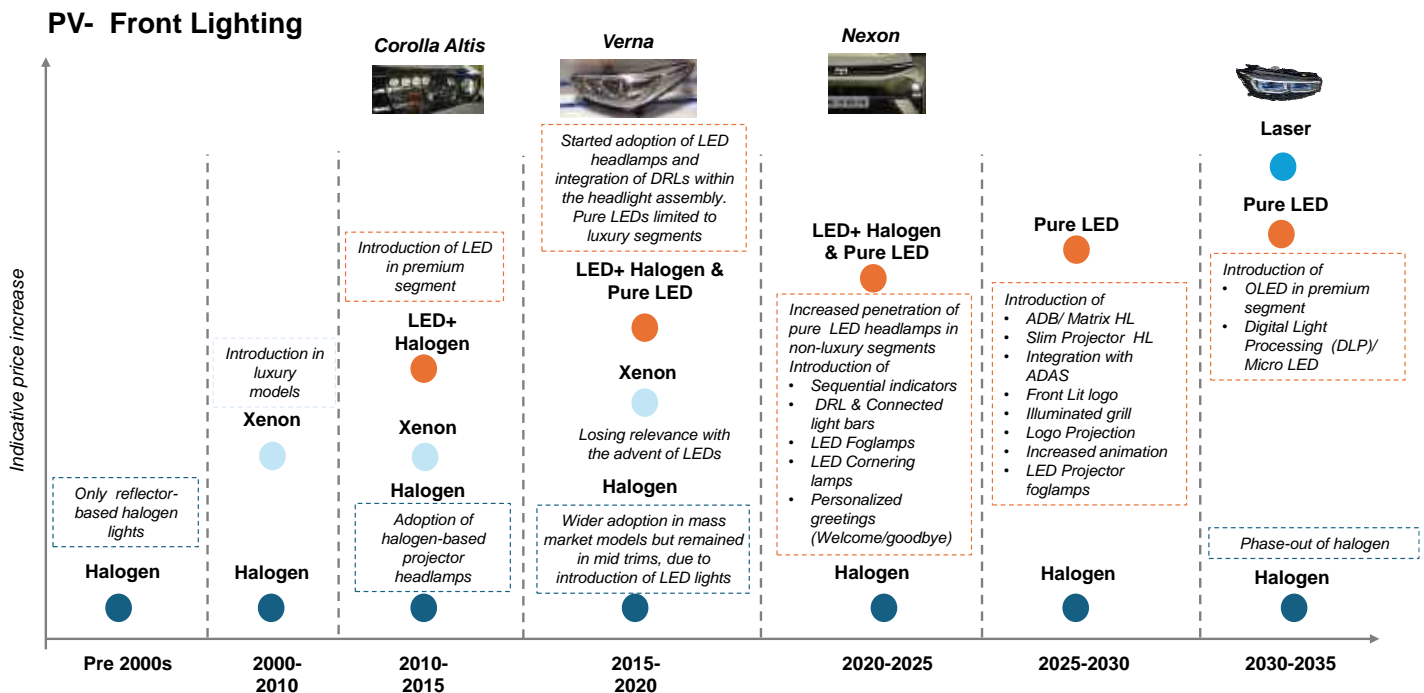 PV-  Front Lighting
Indicative price increase
Only reflector-
based halogen
lights
Halogen
Pre 2000s
Introduction in
luxury
models
Xenon
Halogen
2000-
2010
Corolla Altis
Introduction of LED
in premium
segment
LED+
Halogen
Xenon
Halogen
Adoption of
halogen-based
projector
headlamps
2010-
2015
Verna
Started adoption of LED
headlamps and
integration of DRLs within
the headlight assembly.
Pure LEDs limited to
luxury segments
LED+ Halogen &
Pure LED
Xenon
Losing relevance with
the advent of LEDs
Halogen
Wider adoption in mass
market models but remained
in mid trims, due to
introduction of LED lights
2015-
2020
Nexon
LED+ Halogen
& Pure LED
Increased penetration of
pure LED headlamps in
non-luxury segments
Introduction of
• Sequential indicators
• DRL & Connected
light bars
• LED Foglamps
• LED Cornering
lamps
• Personalized
greetings
(Welcome/goodbye)
Halogen
2020-2025
Pure LED
Introduction of
• ADB/ Matrix HL
• Slim Projector HL
• Integration with
ADAS
• Front Lit logo
• Illuminated grill
• Logo Projection
• Increased animation
• LED Projector
foglamps
Halogen
2025-2030
Laser
Pure LED
Introduction of
• OLED in premium
segment
• Digital Light
Processing (DLP)/
Micro LED
Phase-out of halogen
Halogen
2030-2035